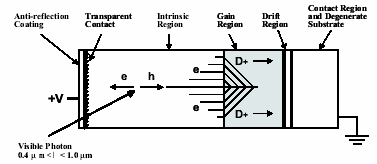 Anti-reflection
Coating
Transparent
Contact
Intrinsic
Region
Gain
Region
Drift
Region
Contact Region
and Degenerate
Substrate
e
h
e
e
D+
D+
+V
Visible Photon
0.4 μm <l < 1.0 μm